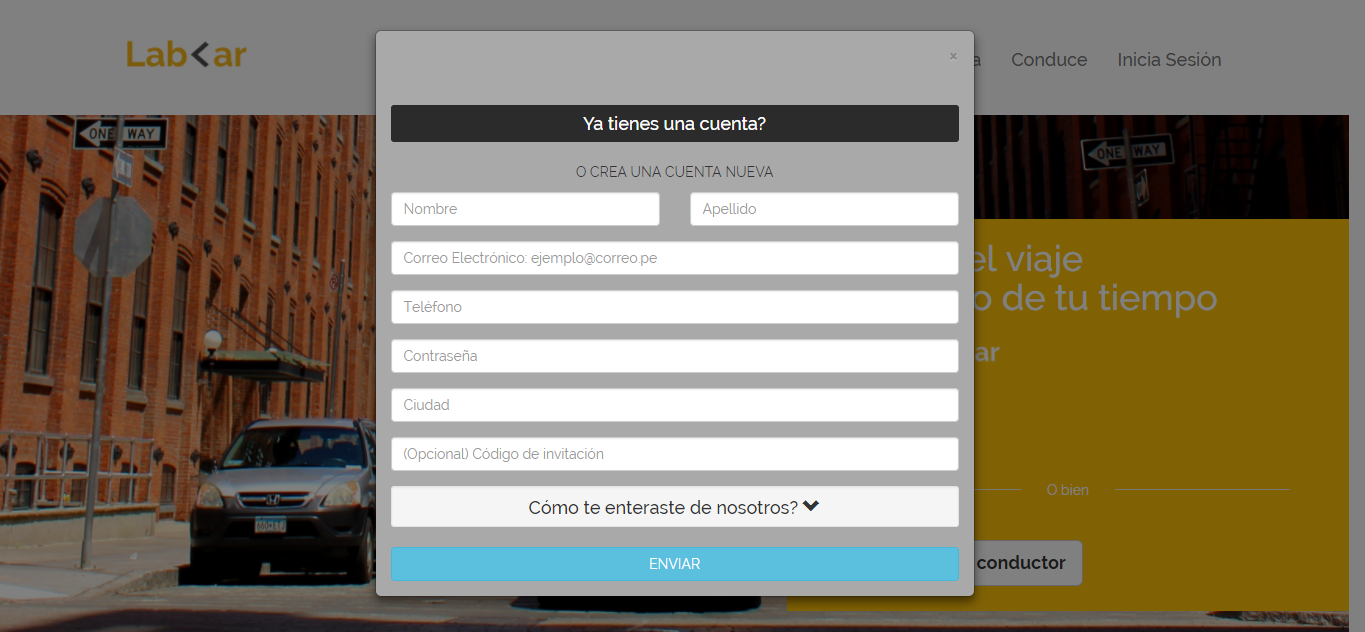 Lab<ar
a Conduce Inicia Sesión
×
Ya tienes una cuenta?
O CREA UNA CUENTA NUEVA
Nombre
Apellido
Correo Electrónico: ejemplo@correo.pe
Teléfono
Contraseña
Ciudad
(Opcional) Código de invitación
Cómo te enteraste de nosotros?
ENVIAR
ONE WAY
ONE WAY
el viaje
o de tu tiempo
ar
O bien
conductor